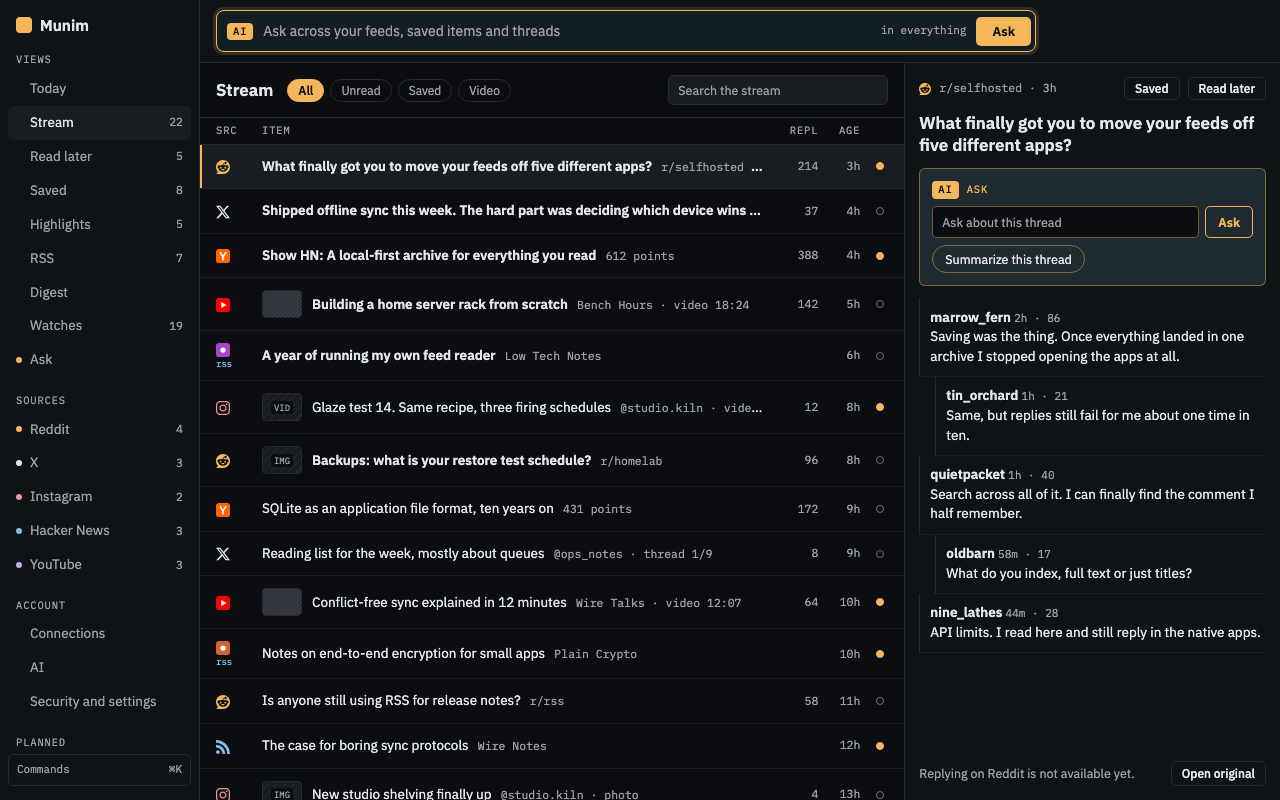 Munim
VIEWS
Today
Stream 22
Read later 5
Saved 8
Highlights 5
RSS 7
Digest
Watches 19
Ask
SOURCES
Reddit 4
X 3
Instagram 2
Hacker News 3
YouTube 3
ACCOUNT
Connections
AI
Security and settings
PLANNED
Commands ⌘K
AI Ask across your feeds, saved items and threads in everything Ask
Stream All Unread Saved Video Search the stream
SRC ITEM REPL AGE
What finally got you to move your feeds off five different apps? r/selfhosted ... 214 3h
Shipped offline sync this week. The hard part was deciding which device wins ... 37 4h
Show HN: A local-first archive for everything you read 612 points 388 4h
Building a home server rack from scratch Bench Hours · video 18:24 142 5h
A year of running my own feed reader Low Tech Notes 6h
rss
VID Glaze test 14. Same recipe, three firing schedules @studio.kiln · vide... 12 8h
IMG Backups: what is your restore test schedule? r/homelab 96 8h
SQLite as an application file format, ten years on 431 points 172 9h
Reading list for the week, mostly about queues @ops_notes · thread 1/9 8 9h
Conflict-free sync explained in 12 minutes Wire Talks · video 12:07 64 10h
Notes on end-to-end encryption for small apps Plain Crypto 10h
rss
Is anyone still using RSS for release notes? r/rss 58 11h
The case for boring sync protocols Wire Notes 12h
IMG New studio shelving finally up @studio.kiln · photo 4 13h
r/selfhosted · 3h Saved Read later
What finally got you to move your feeds off
five different apps?
AI ASK
Ask about this thread Ask
Summarize this thread
marrow_fern 2h · 86
Saving was the thing. Once everything landed in one
archive I stopped opening the apps at all.
tin_orchard 1h · 21
Same, but replies still fail for me about one time in
ten.
quietpacket 1h · 40
Search across all of it. I can finally find the comment I
half remember.
oldbarn 58m · 17
What do you index, full text or just titles?
nine_lathes 44m · 28
API limits. I read here and still reply in the native apps.
Replying on Reddit is not available yet. Open original